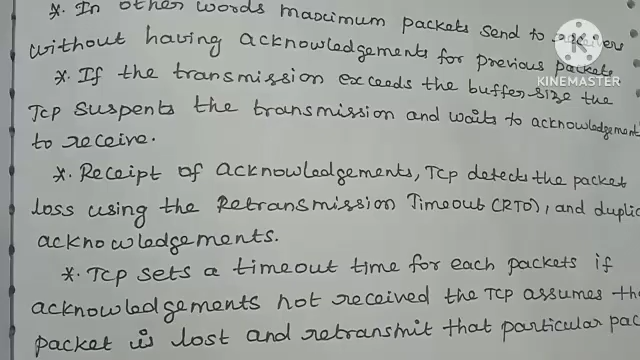 *. In other words maximum packets send to receivers
without having acknowledgements for previous packets
*. If the transmission exceeds the buffer size the
TCP suspents the transmission and waits to acknowledgement
to receive.
*. Receipt of acknowledgements, TCP detects the packet
loss using the Retransmission Timeout (RTO), and duplic
acknowledgements.
*. TCP sets a timeout time for each packets if
acknowledgements not received the TCP assumes the
packet is lost and retransmit that particular pac
KINEMASTER